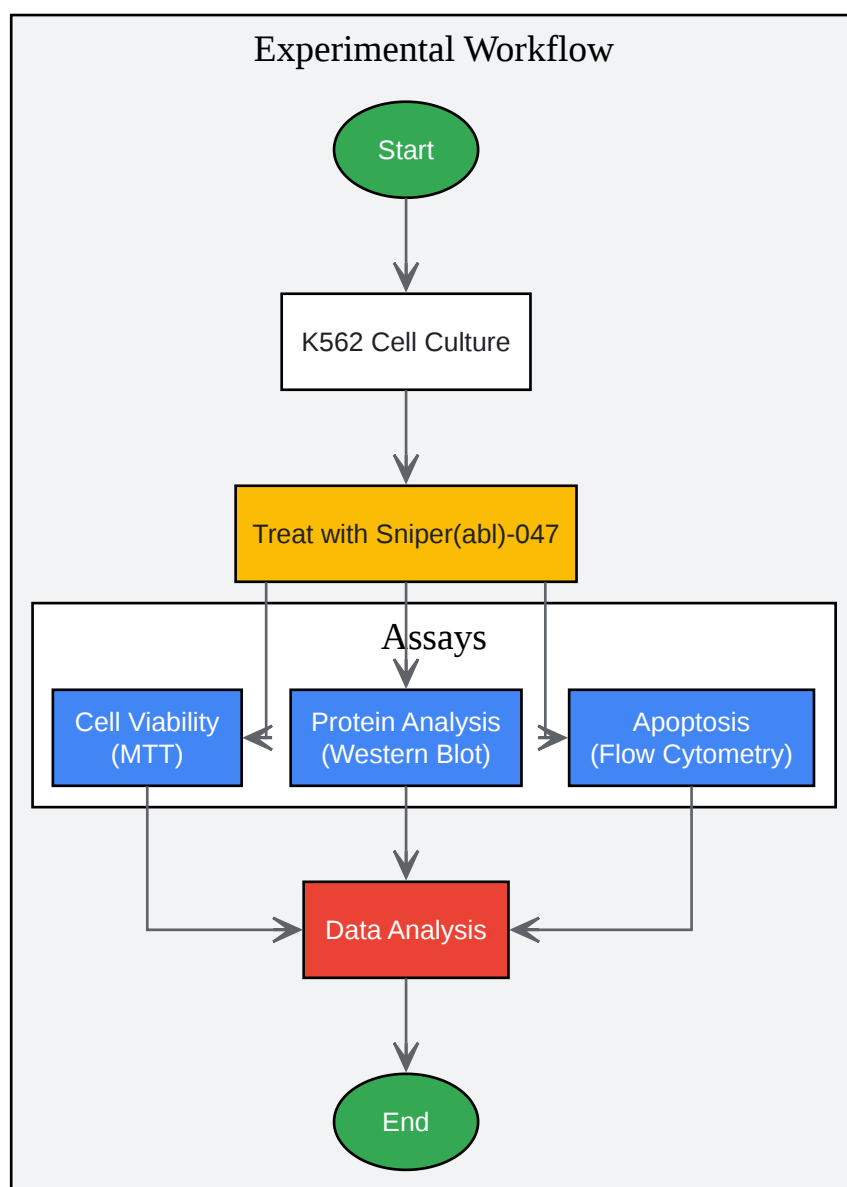 Experimental Workflow
Start
K562 Cell Culture
Treat with Sniper(abl)-047
Assays
Cell Viability
(MTT)
Protein Analysis
(Western Blot)
Apoptosis
(Flow Cytometry)
Data Analysis
End